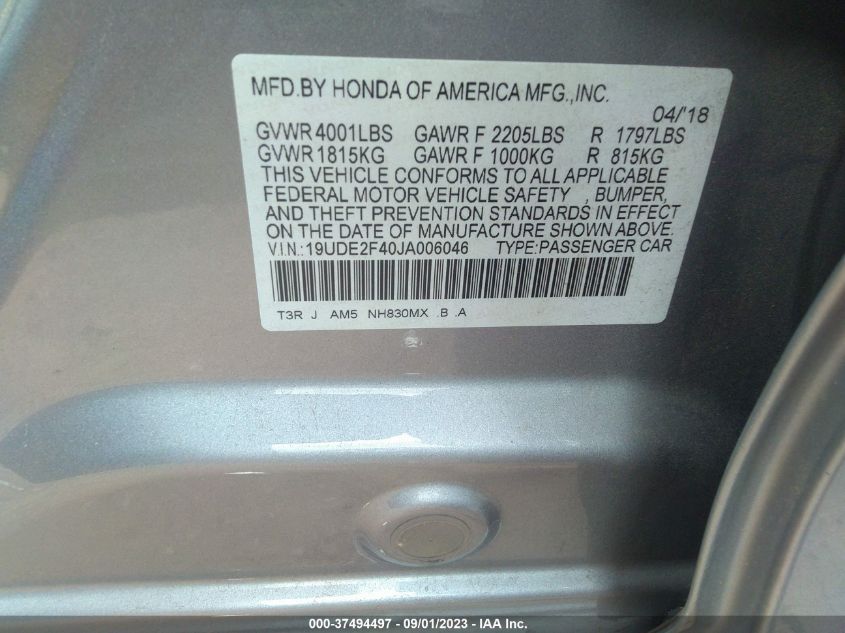 MFD.BY HONDA OF AMERICA MFG.,INC.
04/'18
GVWR 4001LBS GAWR F 2205LBS R 1797LBS
GVWR 1815KG GAWR F 1000KG R 815KG
THIS VEHICLE CONFORMS TO ALL APPLICABLE
FEDERAL MOTOR VEHICLE SAFETY , BUMPER,
AND THEFT PREVENTION STANDARDS IN EFFECT
ON THE DATE OF MANUFACTURE SHOWN ABOVE.
V.I.N.:19UDE2F40JA006046 TYPE:PASSENGER CAR
T3R J AM5 NH830MX .B .A
000-37494497 - 09/01/2023 - IAA Inc.